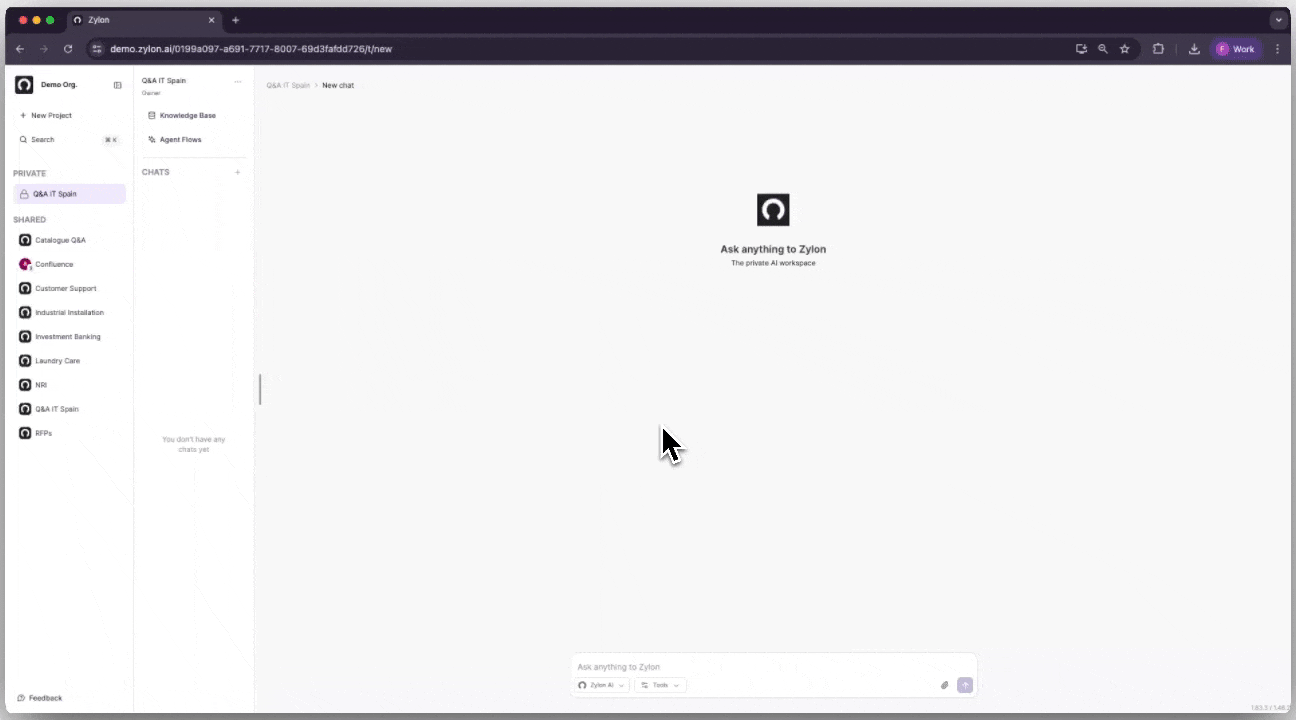 Zylon
demo.zylon.ai/0199a097-a691-7717-8007-69d3fafdd726/t/new
F Work
Demo Org.
New Project
Search
⌘ K
PRIVATE
Q&A IT Spain
SHARED
Catalogue Q&A
Confluence
Customer Support
Industrial Installation
Investment Banking
Laundry Care
NRI
Q&A IT Spain
RFPs
Feedback
Q&A IT Spain
Owner
Knowledge Base
Agent Flows
CHATS
You don't have any
chats yet
Q&A IT Spain > New chat
Ask anything to Zylon
The private AI workspace
Ask anything to Zylon
Zylon AI
Tools